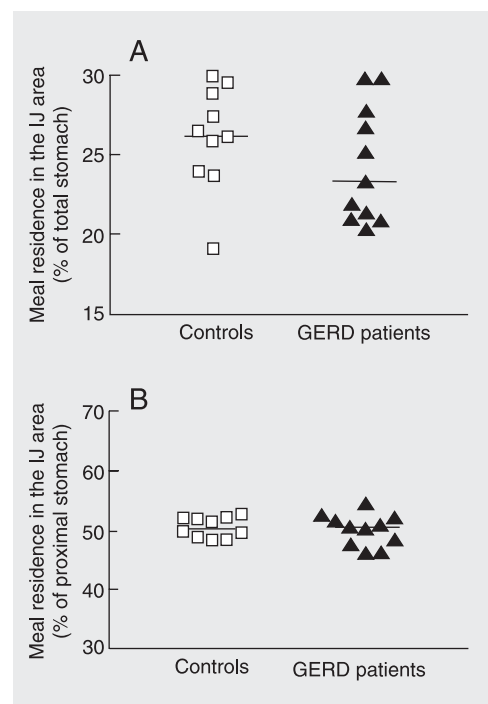 A
Meal residence in the IJ area
(% of total stomach)
30
25
20
15
Controls
GERD patients
B
Meal residence in the IJ area
(% of proximal stomach)
70
60
50
40
30
Controls
GERD patients